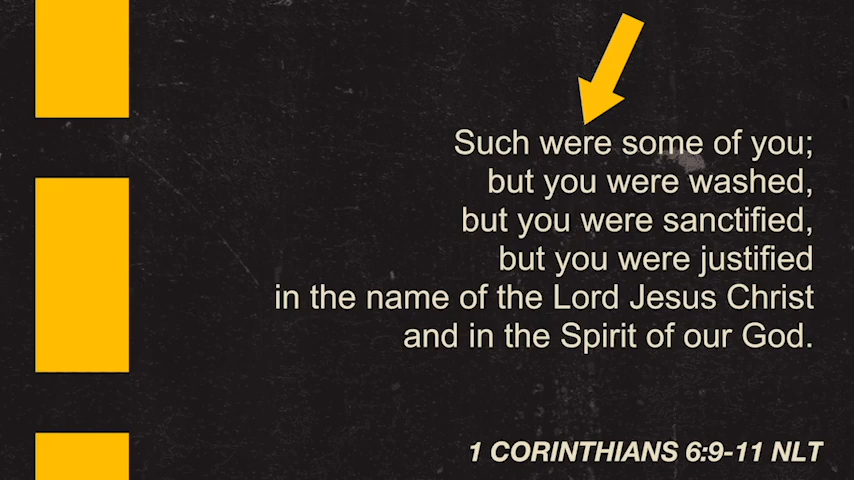 Such were some of you;
but you were washed,
but you were sanctified,
but you were justified
in the name of the Lord Jesus Christ
and in the Spirit of our God.
1 CORINTHIANS 6:9-11 NLT